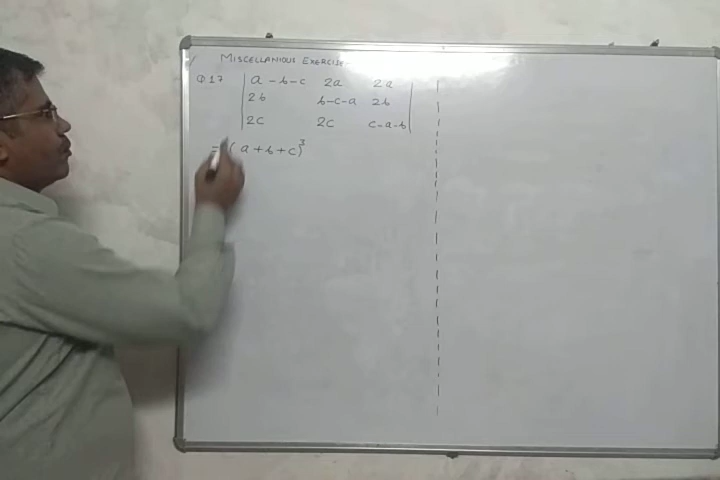 MISCELLANIOUS EXERCISE
Q17 | a - b - c 2a 2a |
| 2b b-c-a 2b |
| 2c 2c c-a-b |
= (a+b+c)³